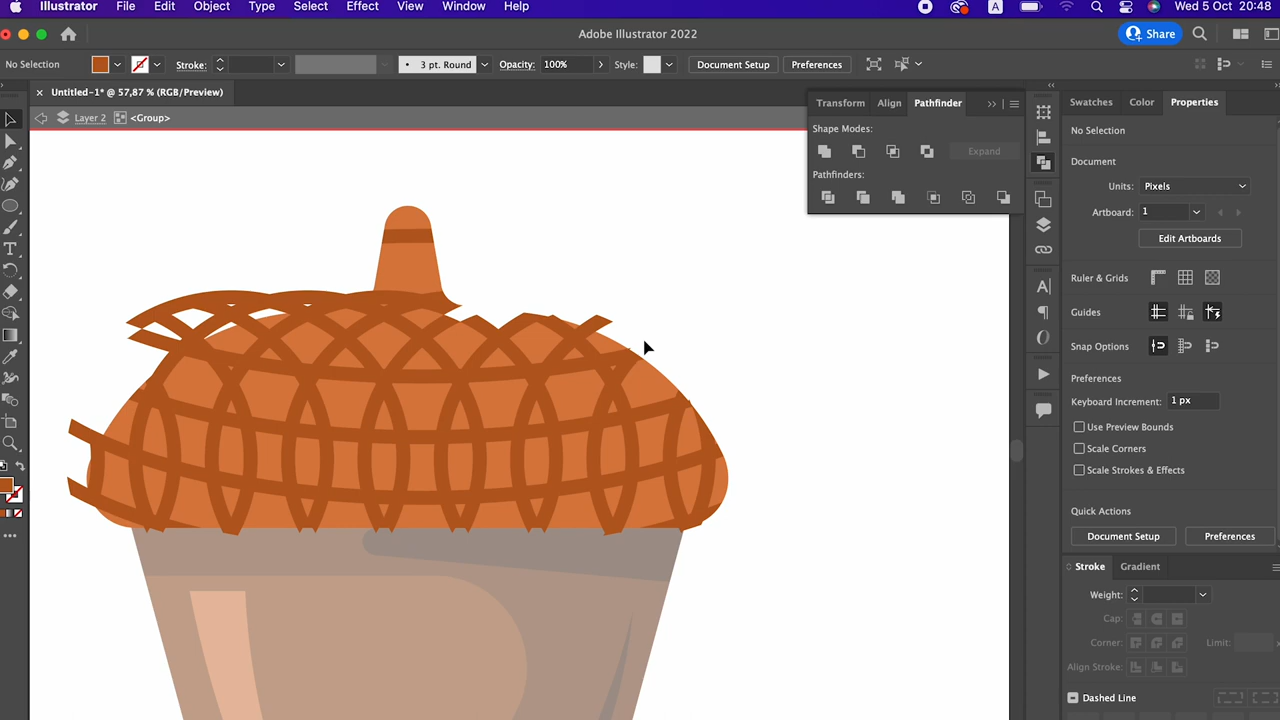 Illustrator File Edit Object Type Select Effect View Window Help A Wed 5 Oct 20:48
Adobe Illustrator 2022 Share
No Selection Stroke: 3 pt. Round Opacity: 100% Style: Document Setup Preferences
× Untitled-1* @ 57,87 % (RGB/Preview)
Layer 2 <Group>
Transform Align Pathfinder
Shape Modes:
Expand
Pathfinders:
Swatches Color Properties
No Selection
Document
Units: Pixels
Artboard: 1
Edit Artboards
Ruler & Grids
Guides
Snap Options
Preferences
Keyboard Increment: 1 px
Use Preview Bounds
Scale Corners
Scale Strokes & Effects
Quick Actions
Document Setup Preferences
Stroke Gradient
Weight:
Cap:
Corner: Limit:
Align Stroke:
Dashed Line